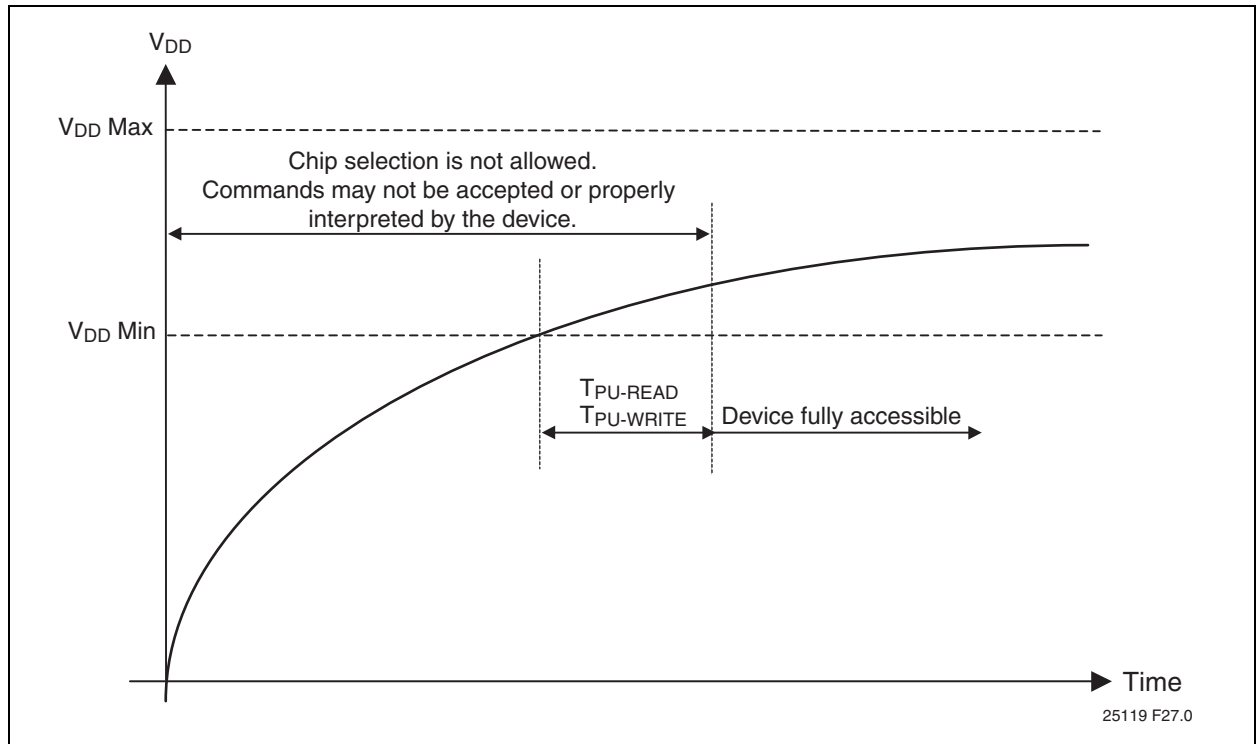 VDD
VDD Max
Chip selection is not allowed.
Commands may not be accepted or properly
interpreted by the device.
VDD Min
TPU-READ
TPU-WRITE
Device fully accessible
Time
25119 F27.0